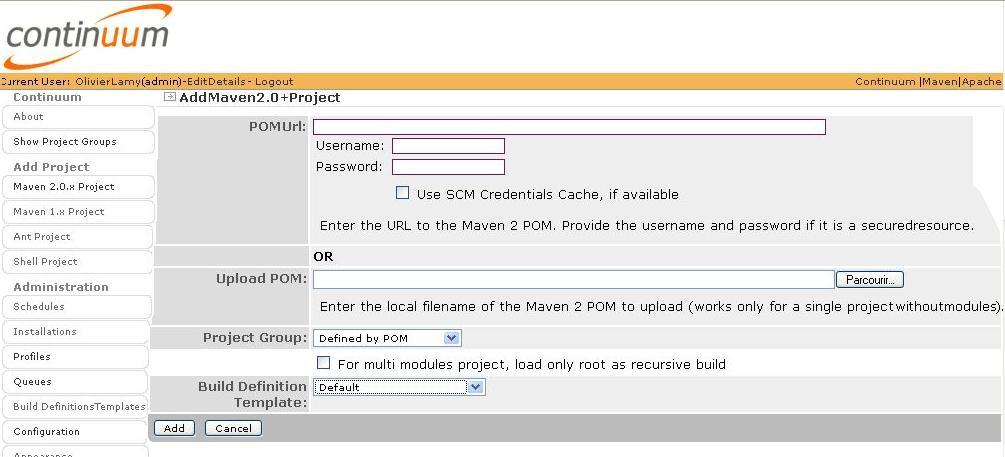 continuum
Current User: OlivierLamy(admin)-EditDetails - Logout
Continuum |Maven|Apache
Continuum
About
Show Project Groups
Add Project
Maven 2.0.x Project
Maven 1.x Project
Ant Project
Shell Project
Administration
Schedules
Installations
Profiles
Queues
Build DefinitionsTemplates
Configuration
Appearance
AddMaven2.0+Project
POMUrl:
Username:
Password:
Use SCM Credentials Cache, if available
Enter the URL to the Maven 2 POM. Provide the username and password if it is a securedresource.
OR
Upload POM:
Parcourir...
Enter the local filename of the Maven 2 POM to upload (works only for a single projectwithoutmodules).
Project Group:
Defined by POM
For multi modules project, load only root as recursive build
Build Definition
Template:
Default
Add
Cancel